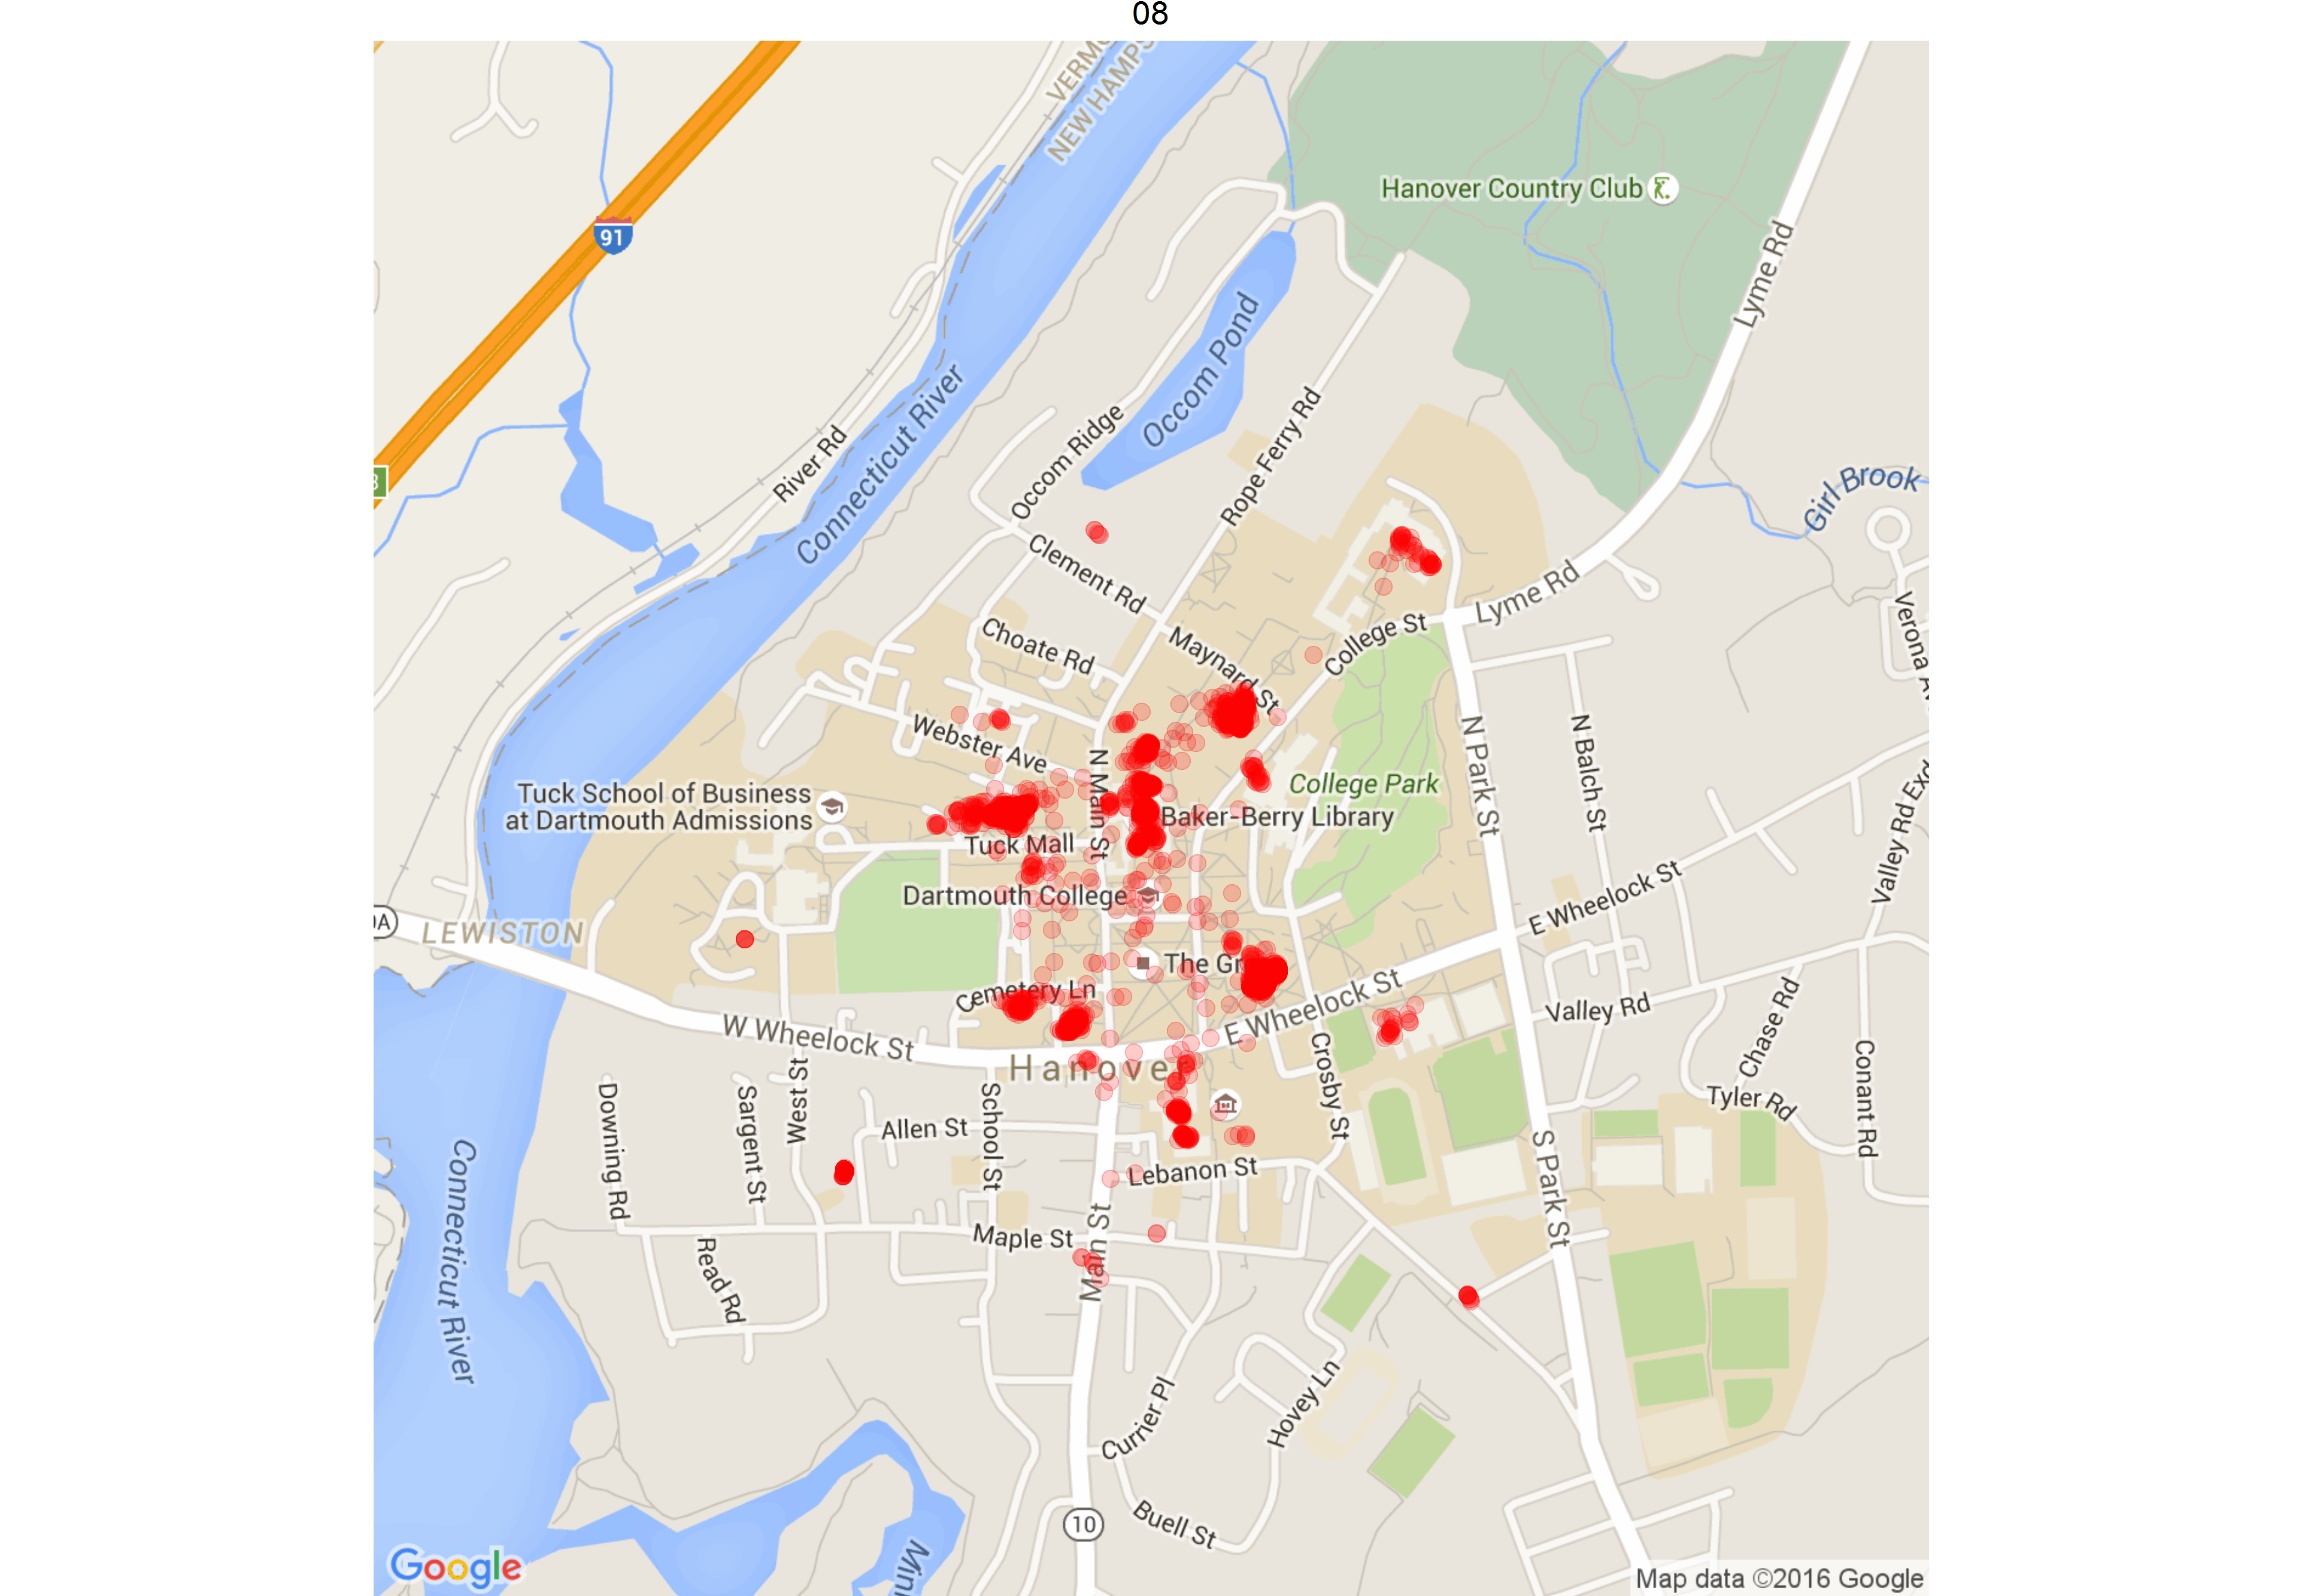 08
VERM
NEW HAMPS
Hanover Country Club
91
Lyme Rd
Occom Pond
Connecticut River
River Rd
Occom Ridge
Rope Ferry Rd
Girl Brook
Clement Rd
Lyme Rd
Verona A
Choate Rd
Maynard St
College St
Webster Ave
N Main St
N Park St
N Balch St
College Park
Tuck School of Business
at Dartmouth Admissions
Baker-Berry Library
Valley Rd Ext
Tuck Mall
Dartmouth College
E Wheelock St
LEWISTON
The Gr
Cemetery Ln
E Wheelock St
Valley Rd
Chase Rd
W Wheelock St
Hanove
Crosby St
Conant Rd
Tyler Rd
Downing Rd
Sargent St
West St
Allen St
School St
Lebanon St
S Park St
Connecticut River
Read Rd
Maple St
Main St
Currier Pl
Hovey Ln
Buell St
10
Min
Google
Map data ©2016 Google